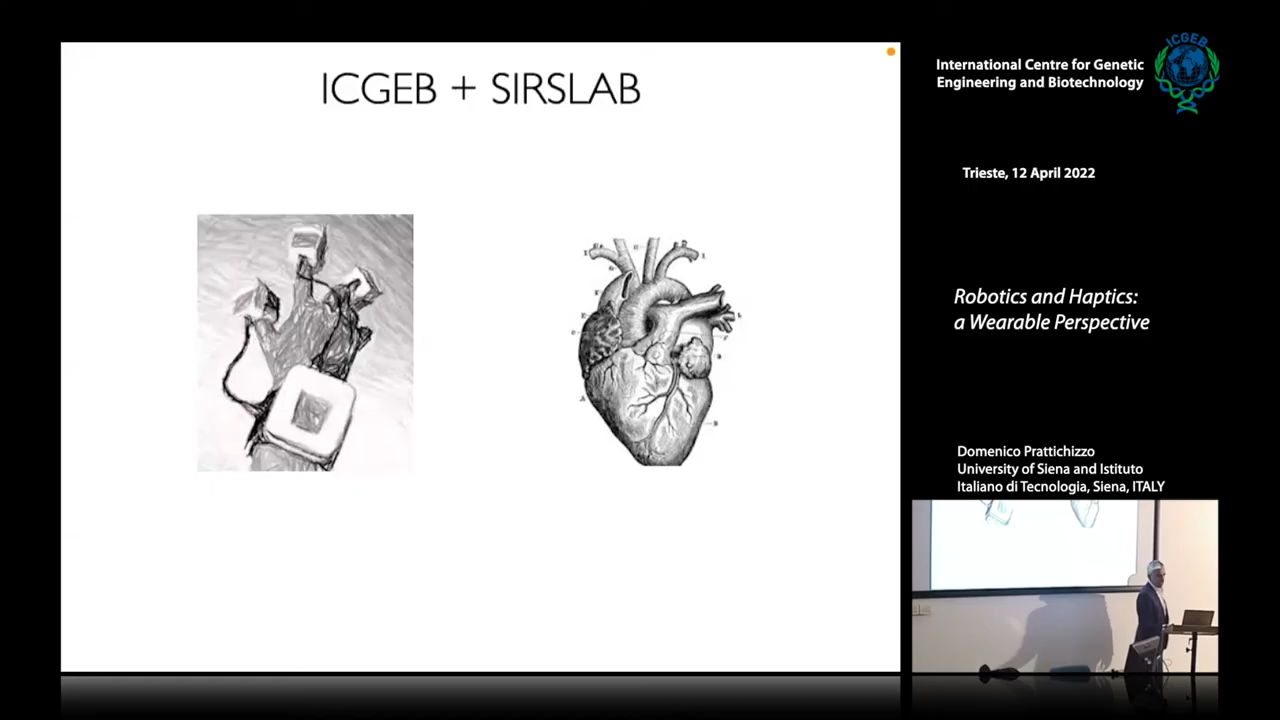 ICGEB + SIRSLAB
International Centre for Genetic
Engineering and Biotechnology
ICGEB
Trieste, 12 April 2022
Robotics and Haptics:
a Wearable Perspective
Domenico Prattichizzo
University of Siena and Istituto
Italiano di Tecnologia, Siena, ITALY